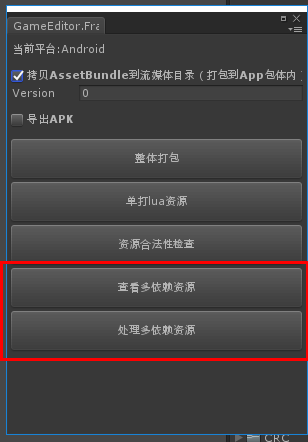 GameEditor.Fra
当前平台:Android
拷贝AssetBundle到流媒体目录（打包到App包体内）
Version 0
导出APK
整体打包
单打lua资源
资源合法性检查
查看多依赖资源
处理多依赖资源
CRC